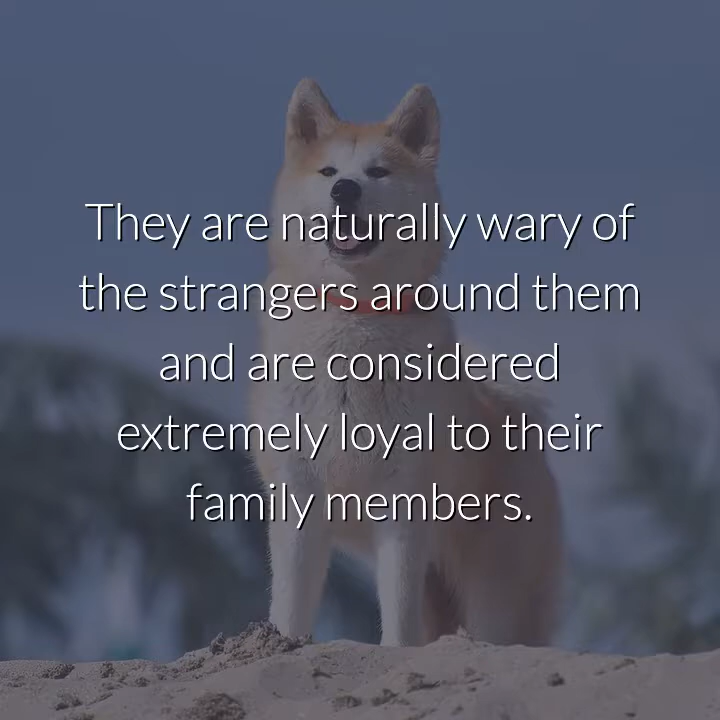 They are naturally wary of
the strangers around them
and are considered
extremely loyal to their
family members.